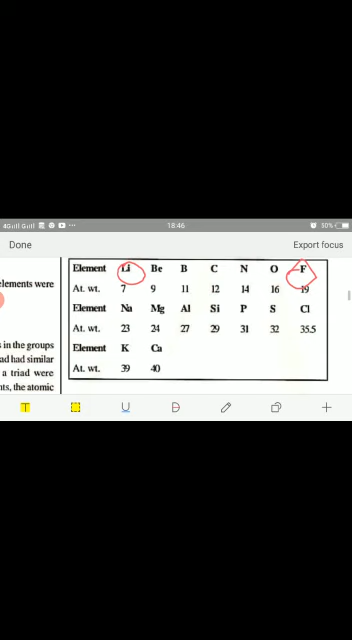 4G 18:46 50%
Done Export focus
elements were
in the groups
ad had similar
a triad were
nts, the atomic
Element Li Be B C N O F
At. wt. 7 9 11 12 14 16 19
Element Na Mg Al Si P S Cl
At. wt. 23 24 27 29 31 32 35.5
Element K Ca
At. wt. 39 40
T U D